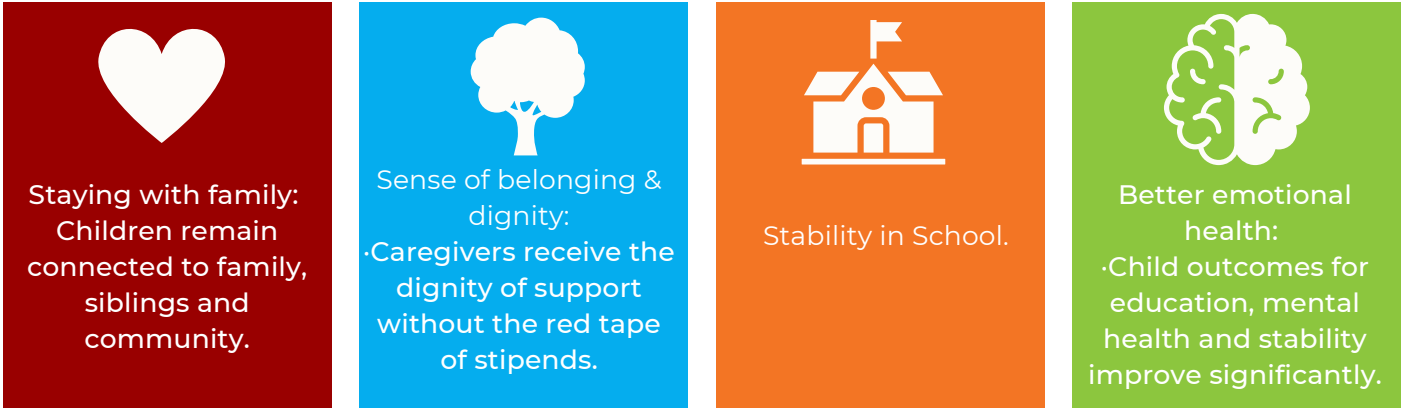 Staying with family:
Children remain
connected to family,
siblings and
community.
Sense of belonging &
dignity:
·Caregivers receive the
dignity of support
without the red tape
of stipends.
Stability in School.
Better emotional
health:
·Child outcomes for
education, mental
health and stability
improve significantly.